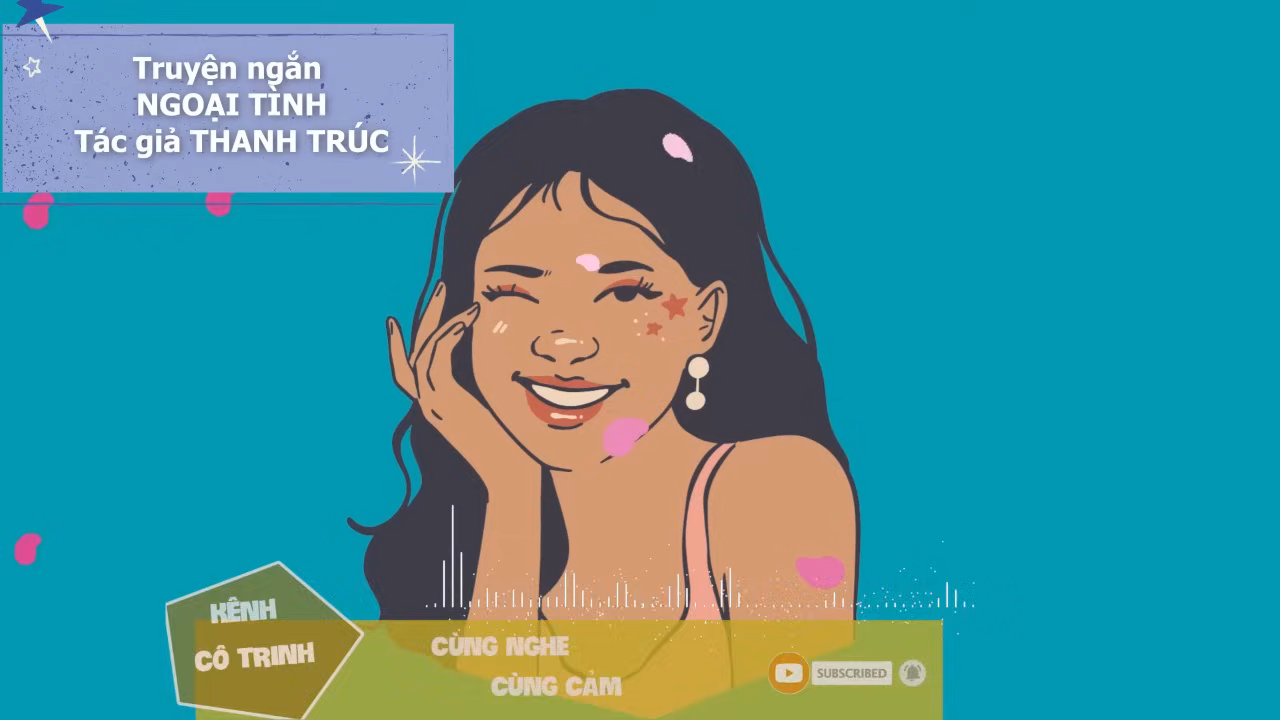 Truyện ngắn
NGOẠI TÌNH
Tác giả THANH TRÚC
KÊNH
CÔ TRINH
CÙNG NGHE
CÙNG CẢM
SUBSCRIBED